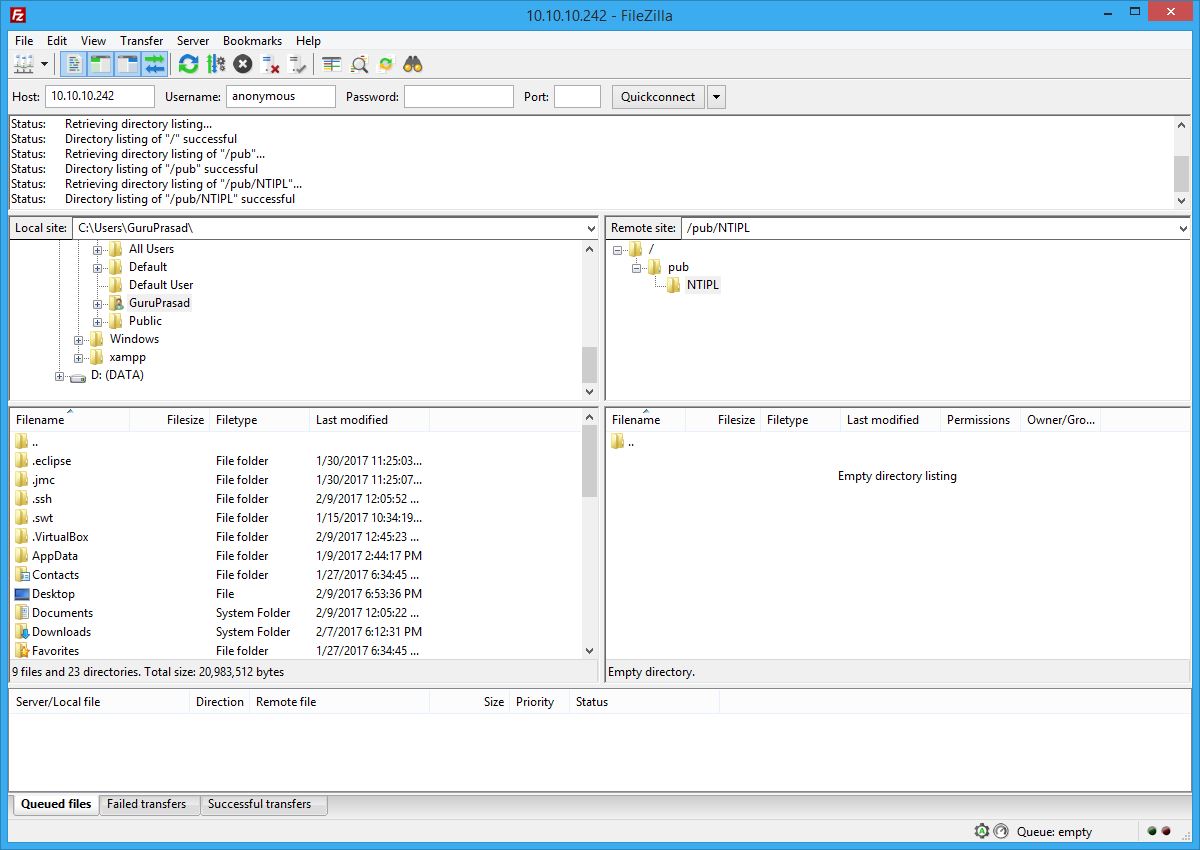 10.10.10.242 - FileZilla
File Edit View Transfer Server Bookmarks Help
Host: 10.10.10.242 Username: anonymous Password: Port: Quickconnect
Status: Retrieving directory listing...
Status: Directory listing of "/" successful
Status: Retrieving directory listing of "/pub"...
Status: Directory listing of "/pub" successful
Status: Retrieving directory listing of "/pub/NTIPL"...
Status: Directory listing of "/pub/NTIPL" successful
Local site: C:\Users\GuruPrasad\
All Users
Default
Default User
GuruPrasad
Public
Windows
xampp
D: (DATA)
Remote site: /pub/NTIPL
/
pub
NTIPL
Filename Filesize Filetype Last modified
..
.eclipse File folder 1/30/2017 11:25:03...
.jmc File folder 1/30/2017 11:25:07...
.ssh File folder 2/9/2017 12:05:52 ...
.swt File folder 1/15/2017 10:34:19...
.VirtualBox File folder 2/9/2017 12:45:23 ...
AppData File folder 1/9/2017 2:44:17 PM
Contacts File folder 1/27/2017 6:34:45 ...
Desktop File 2/9/2017 6:53:36 PM
Documents System Folder 2/9/2017 12:05:22 ...
Downloads System Folder 2/7/2017 6:12:31 PM
Favorites File folder 1/27/2017 6:34:45 ...
9 files and 23 directories. Total size: 20,983,512 bytes
Filename Filesize Filetype Last modified Permissions Owner/Gro...
..
Empty directory listing
Empty directory.
Server/Local file Direction Remote file Size Priority Status
Queued files Failed transfers Successful transfers
Queue: empty